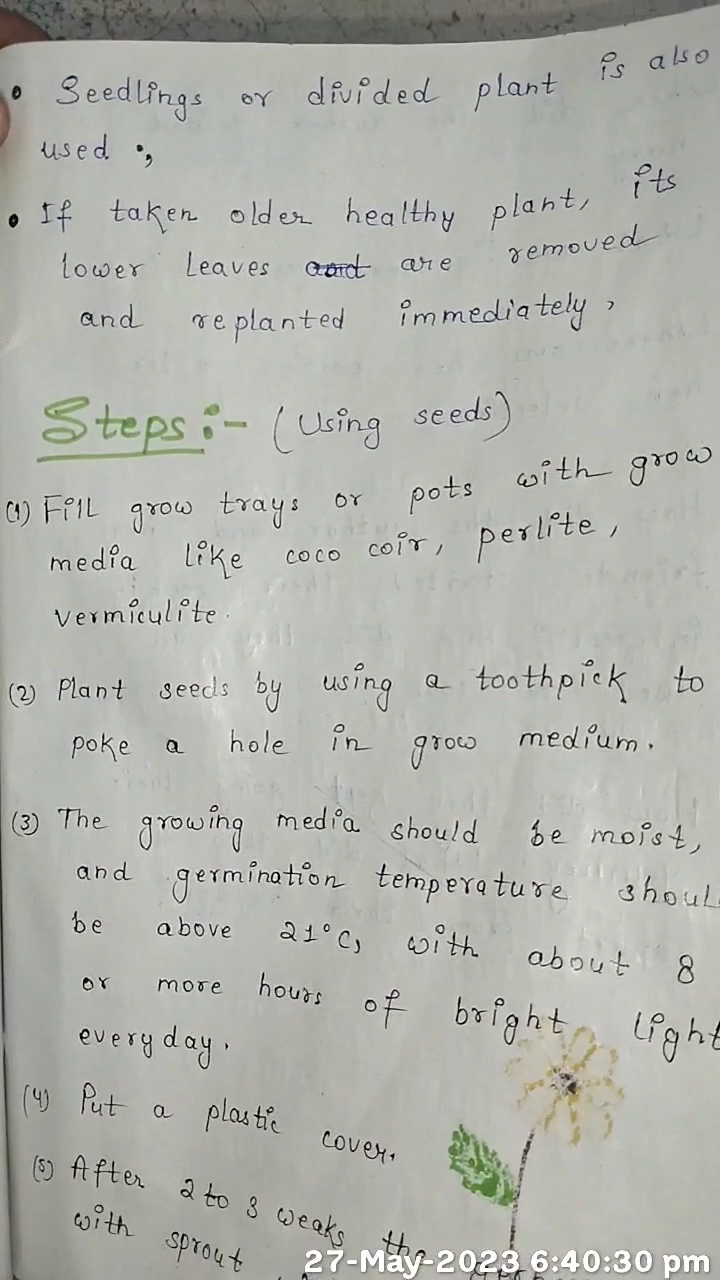 • Seedlings or divided plant is also
used .,
• If taken older healthy plant, its
lower leaves and are removed
and replanted immediately,
Steps:- (Using seeds)
(1) Fill grow trays or pots with grow
media like coco coir, perlite,
vermiculite.
(2) Plant seeds by using a toothpick to
poke a hole in grow medium.
(3) The growing media should be moist,
and germination temperature shoul
be above 21°C, with about 8
or more hours of bright light
everyday.
(4) Put a plastic cover.
(5) After 2 to 3 weaks the
with sprout
27-May-2023 6:40:30 pm